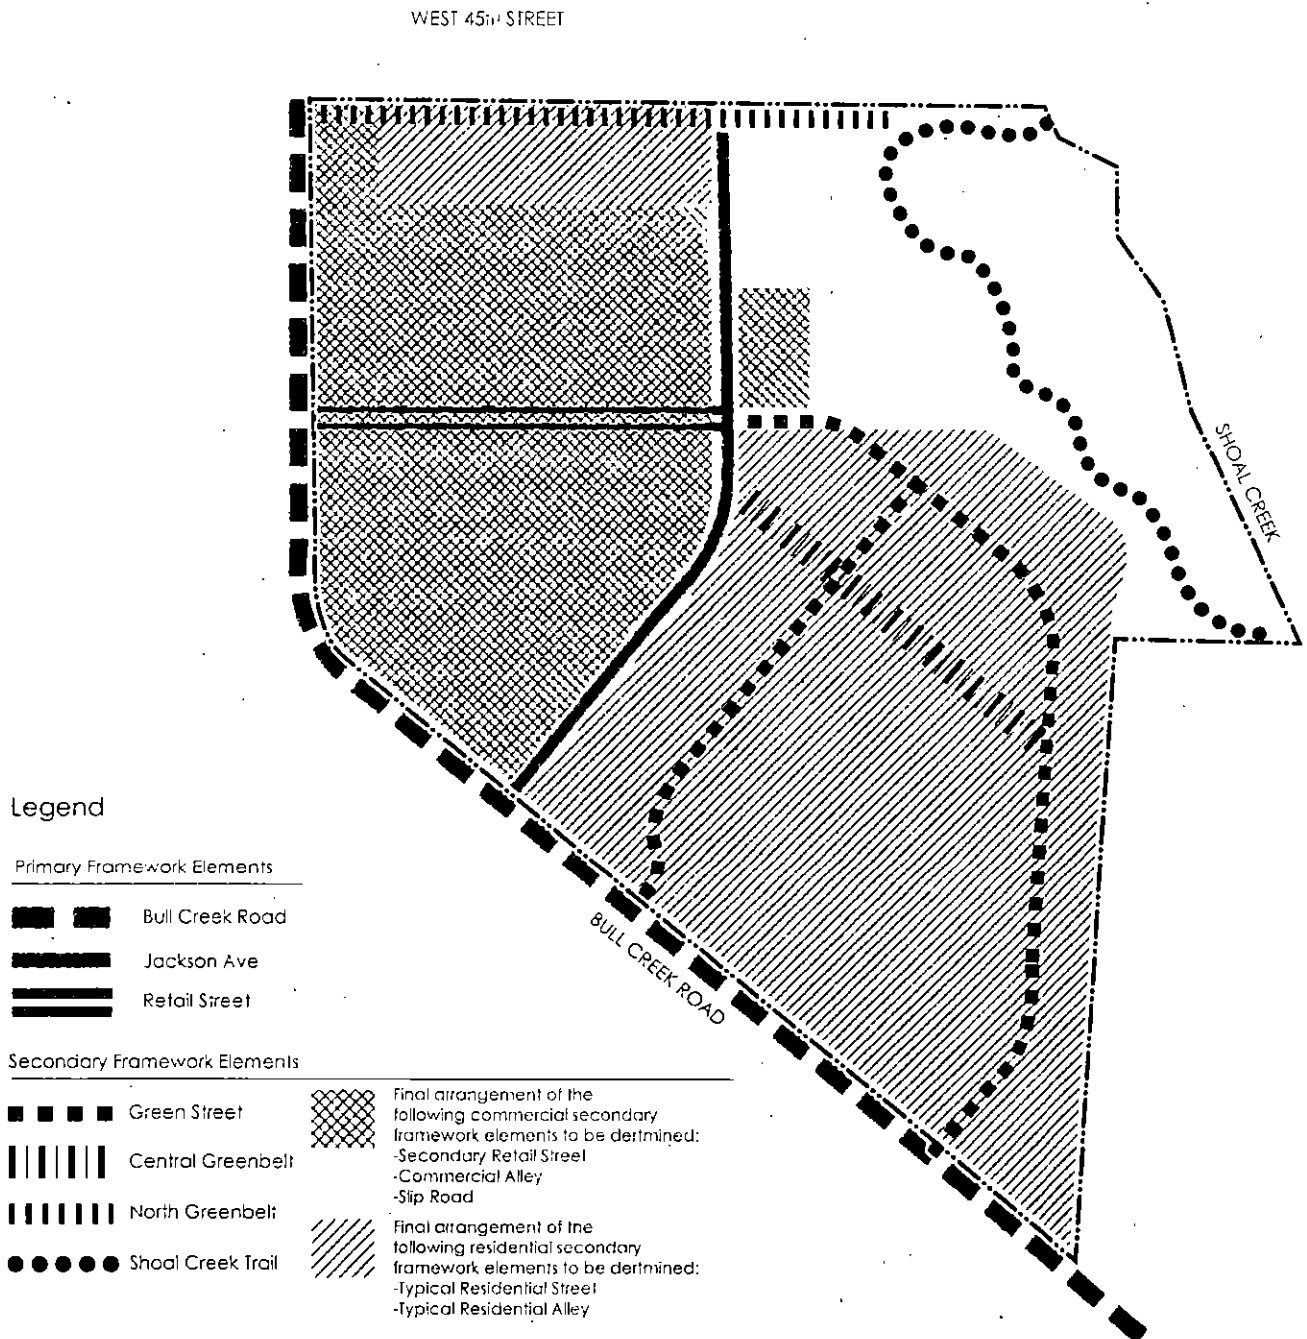 WEST 45TH STREET
SHOAL CREEK
BULL CREEK ROAD
Legend
Primary Framework Elements
Bull Creek Road
Jackson Ave
Retail Street
Secondary Framework Elements
Green Street
Central Greenbelt
North Greenbelt
Shoal Creek Trail
Final arrangement of the
following commercial secondary
framework elements to be dertmined:
-Secondary Retail Street
-Commercial Alley
-Slip Road
Final arrangement of the
following residential secondary
framework elements to be dertmined:
-Typical Residential Street
-Typical Residential Alley